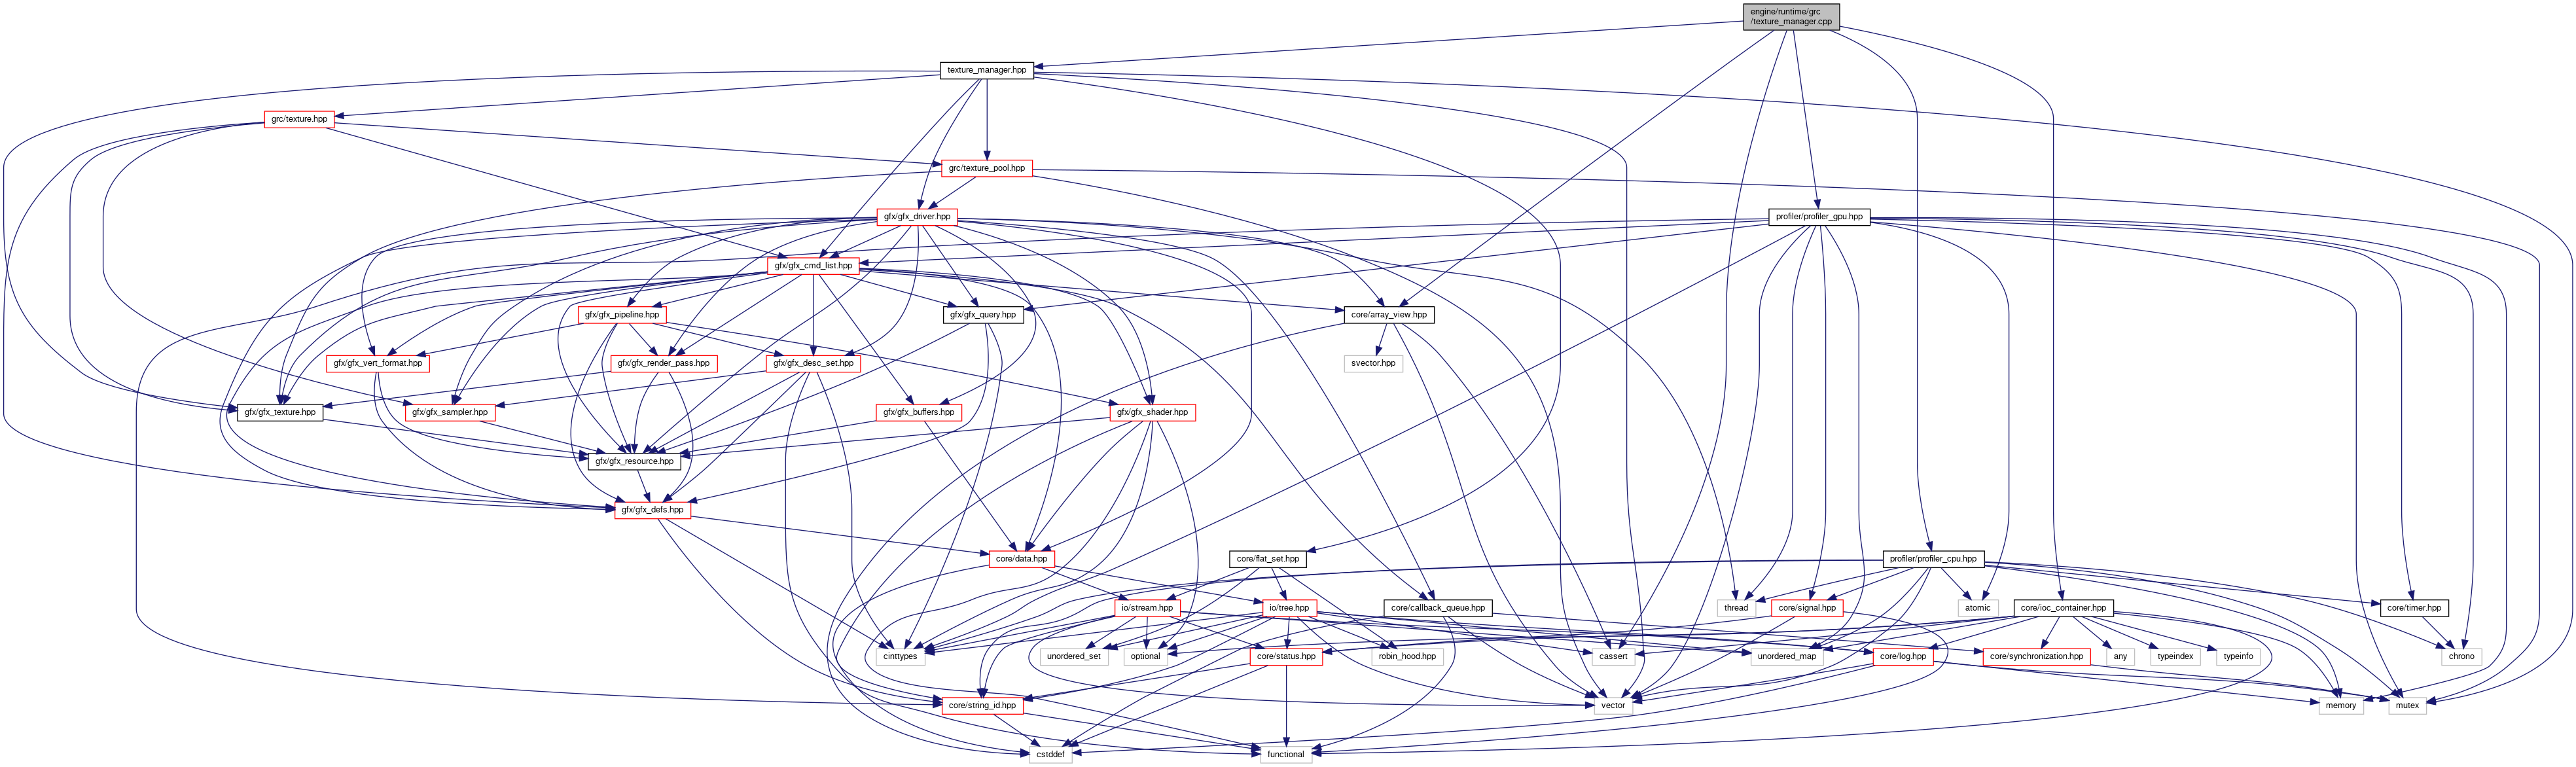 engine/runtime/grc
/texture_manager.cpp
texture_manager.hpp
grc/texture.hpp
grc/texture_pool.hpp
gfx/gfx_driver.hpp
profiler/profiler_gpu.hpp
gfx/gfx_cmd_list.hpp
gfx/gfx_pipeline.hpp
gfx/gfx_query.hpp
core/array_view.hpp
gfx/gfx_vert_format.hpp
gfx/gfx_render_pass.hpp
gfx/gfx_desc_set.hpp
svector.hpp
gfx/gfx_texture.hpp
gfx/gfx_sampler.hpp
gfx/gfx_buffers.hpp
gfx/gfx_shader.hpp
gfx/gfx_resource.hpp
gfx/gfx_defs.hpp
core/data.hpp
core/flat_set.hpp
profiler/profiler_cpu.hpp
io/stream.hpp
io/tree.hpp
core/callback_queue.hpp
thread
core/signal.hpp
atomic
core/ioc_container.hpp
core/timer.hpp
cinttypes
unordered_set
optional
core/status.hpp
robin_hood.hpp
cassert
unordered_map
core/log.hpp
core/synchronization.hpp
any
typeindex
typeinfo
chrono
core/string_id.hpp
vector
memory
mutex
cstddef
functional